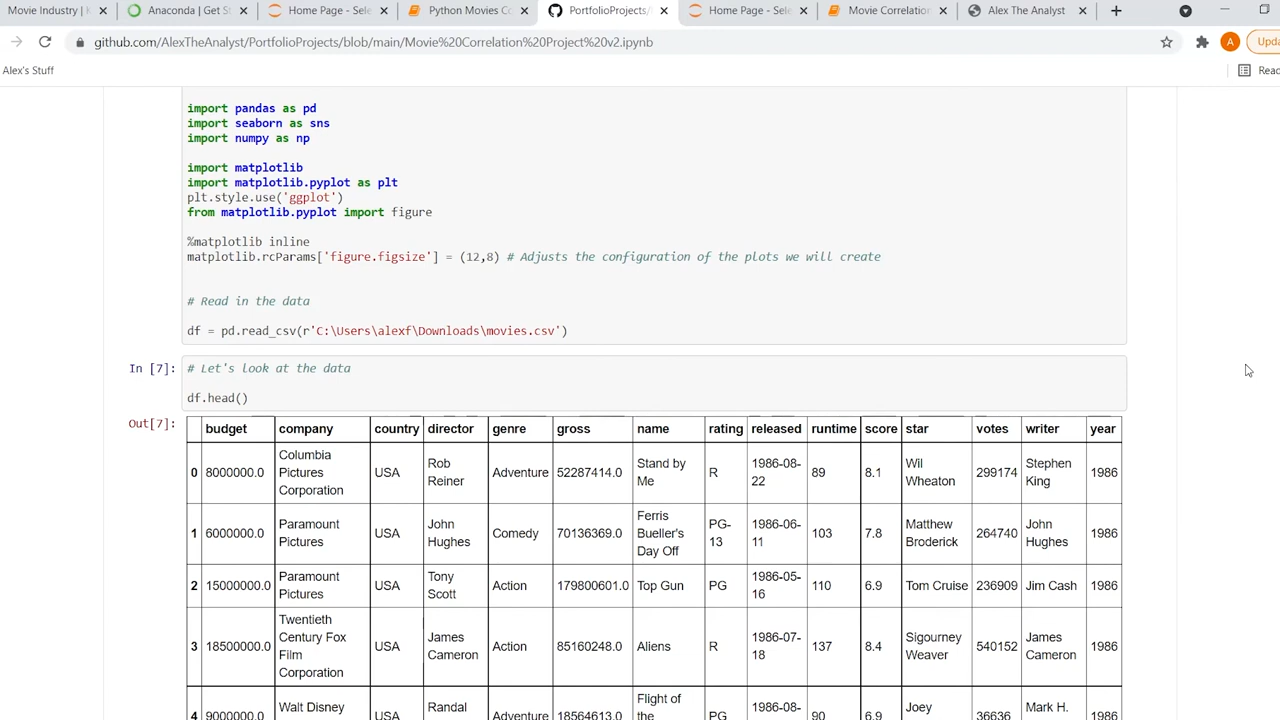 Movie Industry | K
Anaconda | Get St
Home Page - Sele
Python Movies Co
PortfolioProjects/
Home Page - Sele
Movie Correlation
Alex The Analyst
github.com/AlexTheAnalyst/PortfolioProjects/blob/main/Movie%20Correlation%20Project%20v2.ipynb
A
Upda
Alex's Stuff
Read
import pandas as pd
import seaborn as sns
import numpy as np
import matplotlib
import matplotlib.pyplot as plt
plt.style.use('ggplot')
from matplotlib.pyplot import figure
%matplotlib inline
matplotlib.rcParams['figure.figsize'] = (12,8) # Adjusts the configuration of the plots we will create
# Read in the data
df = pd.read_csv(r'C:\Users\alexf\Downloads\movies.csv')
In [7]: # Let's look at the data
df.head()
Out[7]:
budget company country director genre gross name rating released runtime score star votes writer year
0 8000000.0 Columbia Pictures Corporation USA Rob Reiner Adventure 52287414.0 Stand by Me R 1986-08-22 89 8.1 Wil Wheaton 299174 Stephen King 1986
1 6000000.0 Paramount Pictures USA John Hughes Comedy 70136369.0 Ferris Bueller's Day Off PG-13 1986-06-11 103 7.8 Matthew Broderick 264740 John Hughes 1986
2 15000000.0 Paramount Pictures USA Tony Scott Action 179800601.0 Top Gun PG 1986-05-16 110 6.9 Tom Cruise 236909 Jim Cash 1986
3 18500000.0 Twentieth Century Fox Film Corporation USA James Cameron Action 85160248.0 Aliens R 1986-07-18 137 8.4 Sigourney Weaver 540152 James Cameron 1986
4 9000000.0 Walt Disney USA Randal Adventure 18564613.0 Flight of the PG 1986-08- 90 6.9 Joey 36636 Mark H. 1986